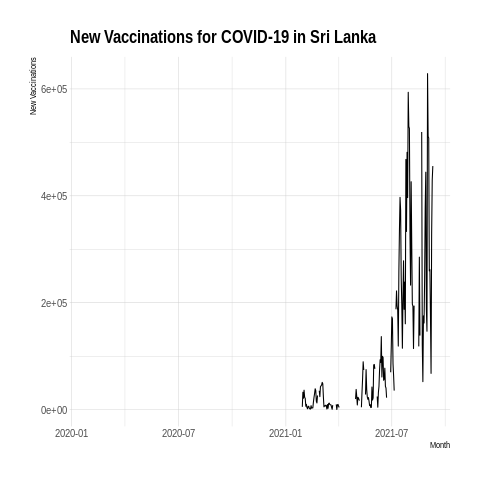 New Vaccinations for COVID-19 in Sri Lanka
New Vaccinations
6e+05
4e+05
2e+05
0e+00
2020-01
2020-07
2021-01
2021-07
Month